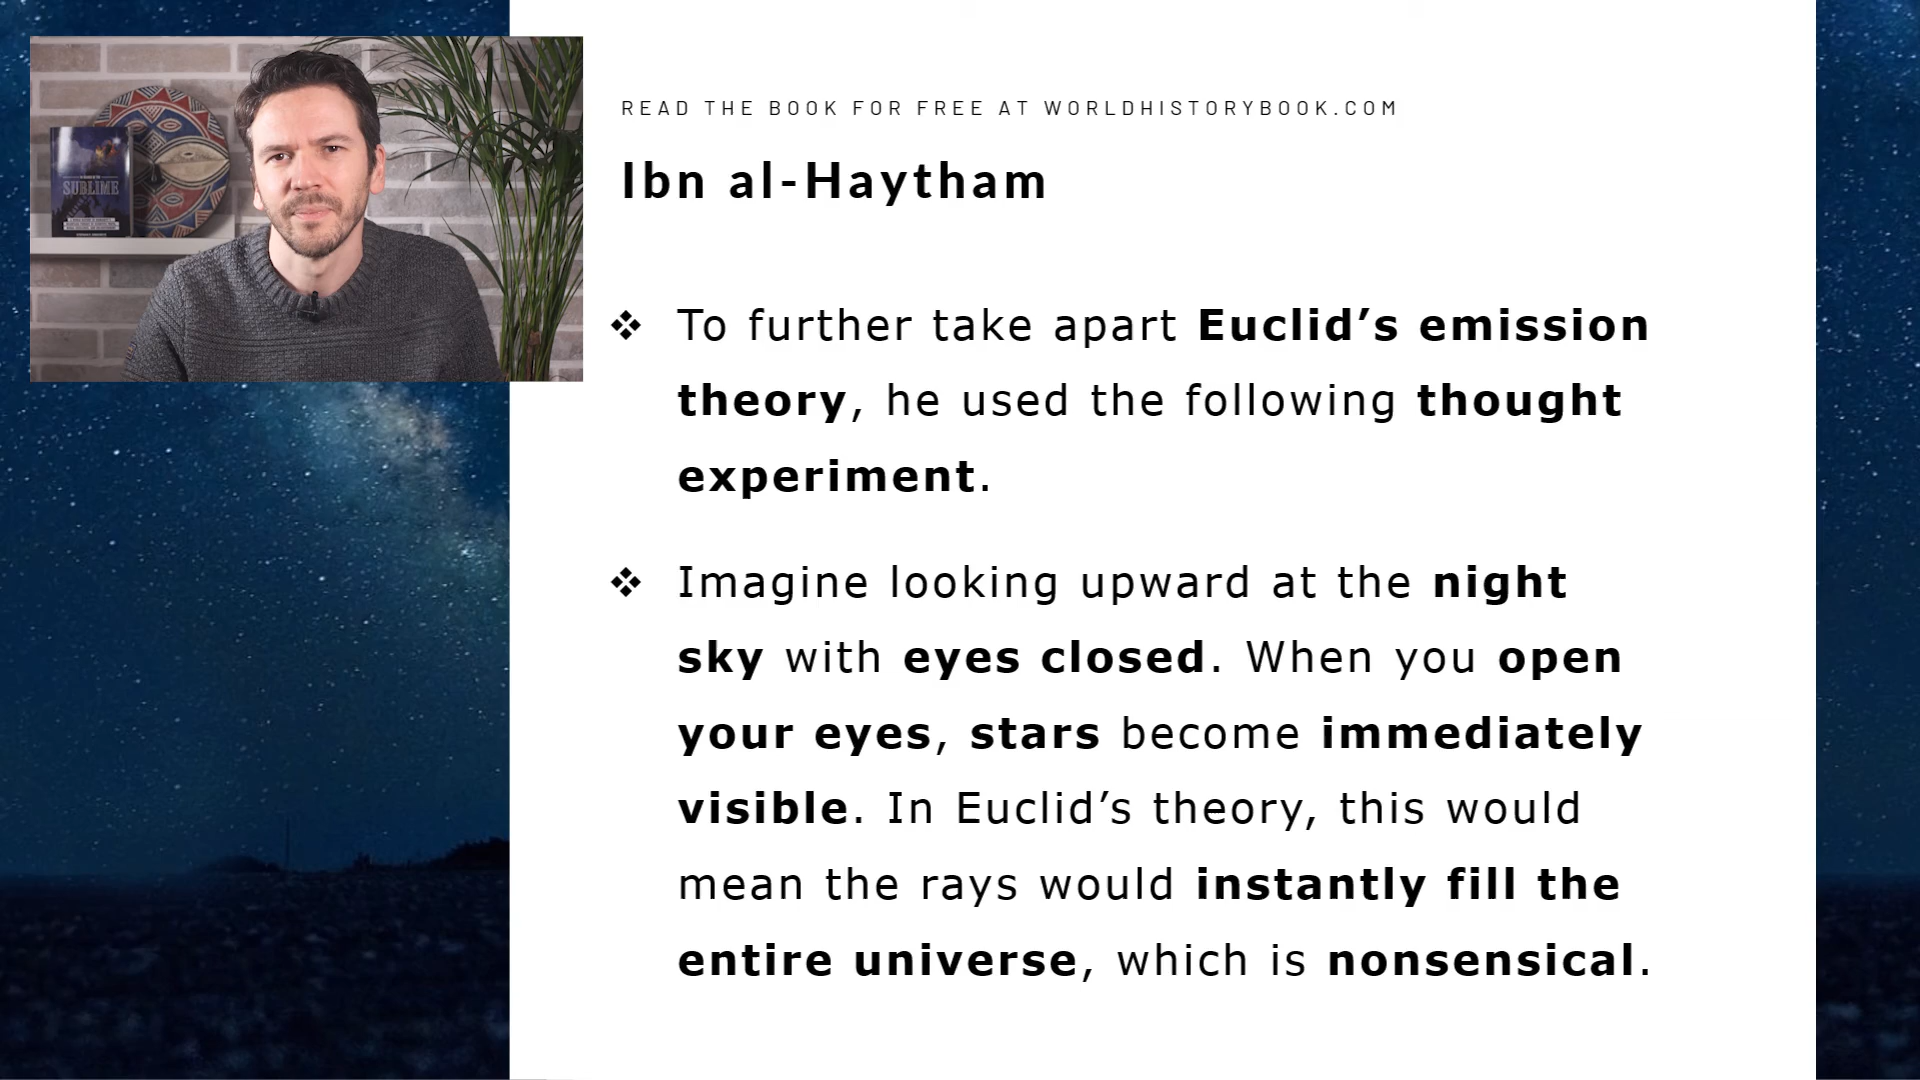 READ THE BOOK FOR FREE AT WORLDHISTORYBOOK.COM
Ibn al-Haytham
❖ To further take apart Euclid’s emission
theory, he used the following thought
experiment.
❖ Imagine looking upward at the night
sky with eyes closed. When you open
your eyes, stars become immediately
visible. In Euclid’s theory, this would
mean the rays would instantly fill the
entire universe, which is nonsensical.
SUBLIME